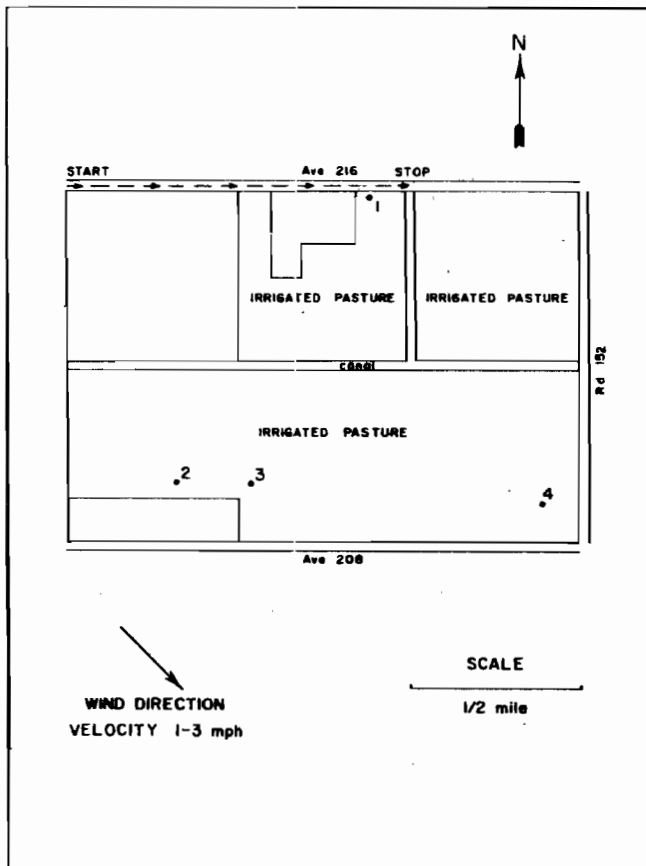 N
START Ave 216 STOP
1
IRRIGATED PASTURE IRRIGATED PASTURE
canal
Rd 152
IRRIGATED PASTURE
2 3
4
Ave 208
SCALE
1/2 mile
WIND DIRECTION
VELOCITY 1-3 mph